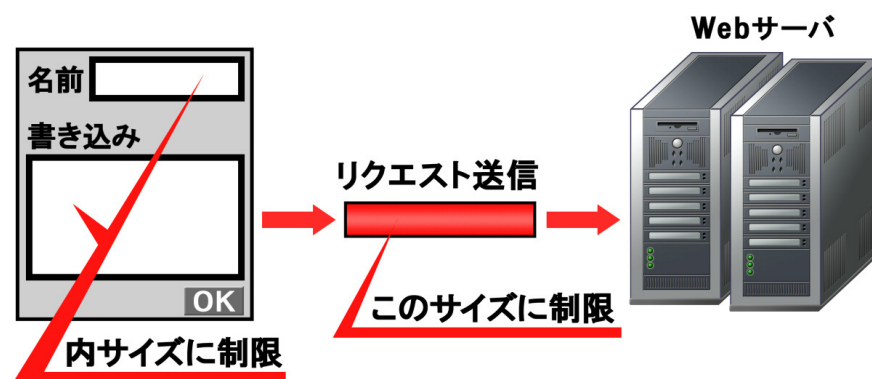 Webサーバ
名前
書き込み
リクエスト送信
OK
このサイズに制限
内サイズに制限